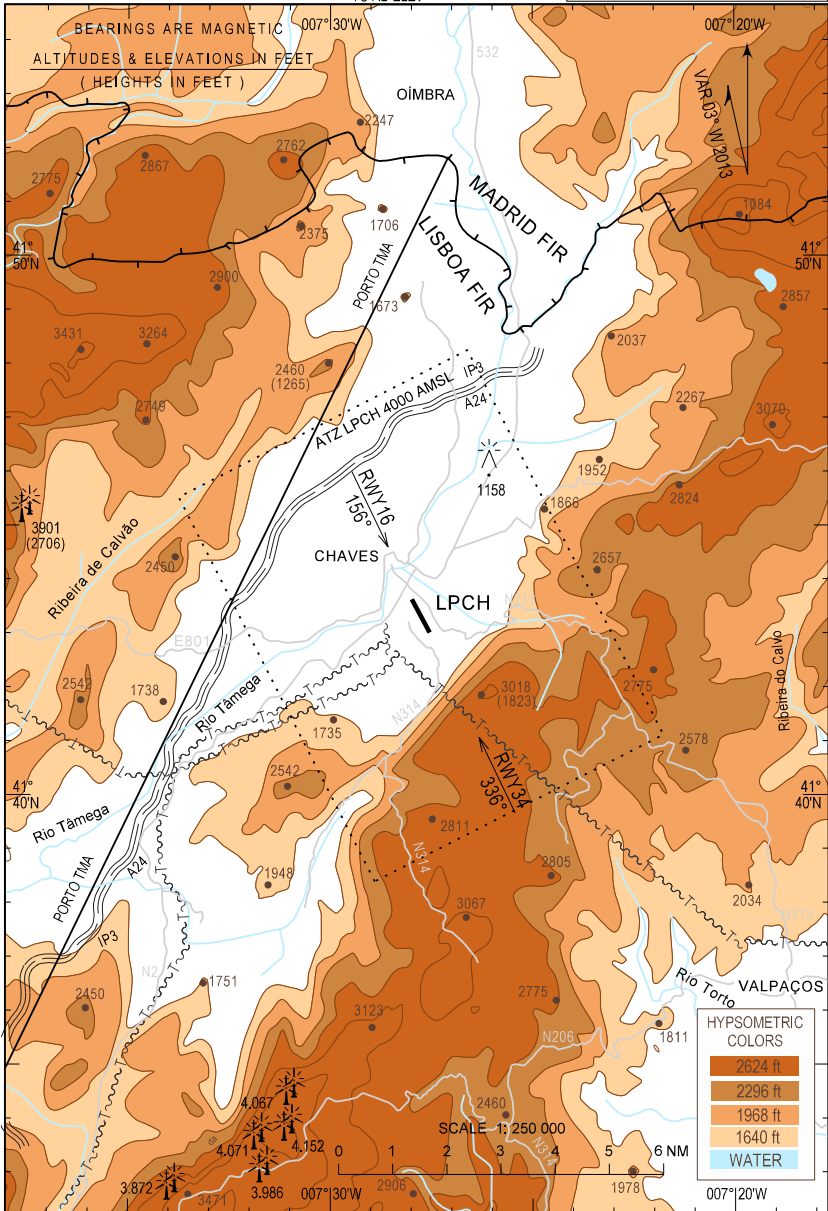 BEARINGS ARE MAGNETIC
ALTITUDES & ELEVATIONS IN FEET
( HEIGHTS IN FEET )
007°30'W
007°20'W
532
OÍMBRA
VAR 03° W 2013
2247
2762
2867
2775
1706
2375
1084
MADRID FIR
LISBOA FIR
PORTO TMA
41°
50'N
41°
50'N
2900
1673
2857
3431
3264
2037
2460
(1265)
IP3
ATZ LPCH 4000 AMSL
A24
2267
2749
3070
1952
1158
2824
RWY16
156°
1866
3901
(2706)
Ribeira de Calvão
2450
CHAVES
2657
LPCH
N213
E801
Ribeira do Calvo
2542
1738
Rio Tâmega
N314
3018
(1823)
2775
1735
2578
RWY34
336°
2542
41°
40'N
41°
40'N
Rio Tâmega
2811
N314
A24
1948
2805
2034
PORTO TMA
3067
N213
IP3
N2
1751
Rio Torto
VALPAÇOS
2450
2775
3123
1811
N206
HYPSOMETRIC
COLORS
2624 ft
2296 ft
1968 ft
1640 ft
WATER
4.067
2460
SCALE 1:250 000
4.071
4.152
da
N314
0 1 2 3 4 5 6 NM
3.872
3.986
3471
007°30'W
2906
1978
007°20'W